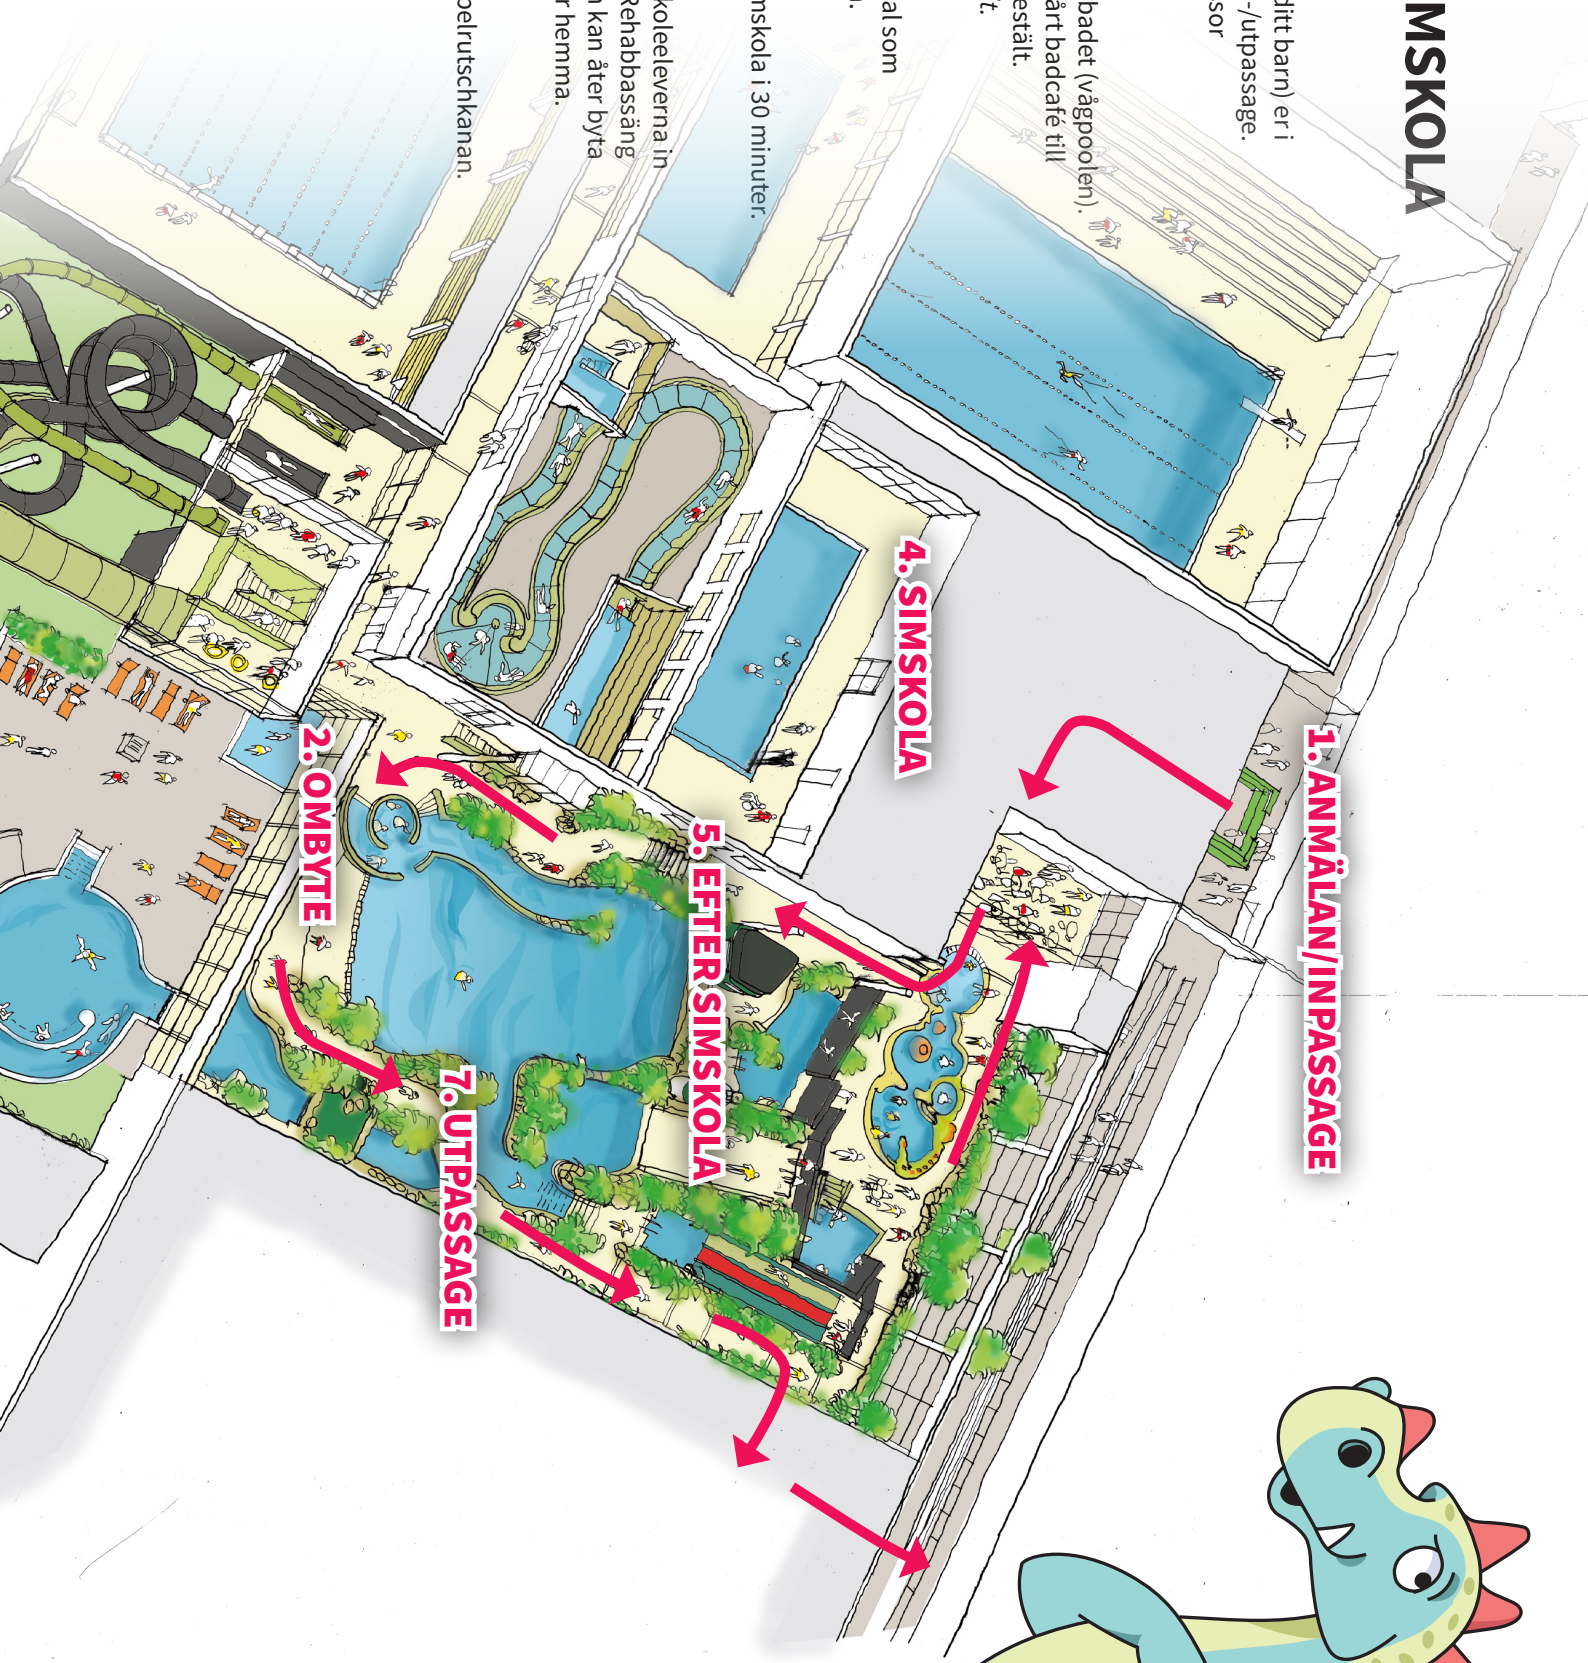 MSKOLA
ditt barn) er i
-/utpassage.
sor
badet (vågpoolen).
årt badcafé till
estält.
t.
al som
mskola i 30 minuter.
koleeleverna in
Rehabbassäng
kan åter byta
r hemma.
pelrutschkanan.
1. ANMÄLAN/INPASSAGE
4. SIMSKOLA
5. EFTER SIMSKOLA
7. UTPASSAGE
2. OMBYTE